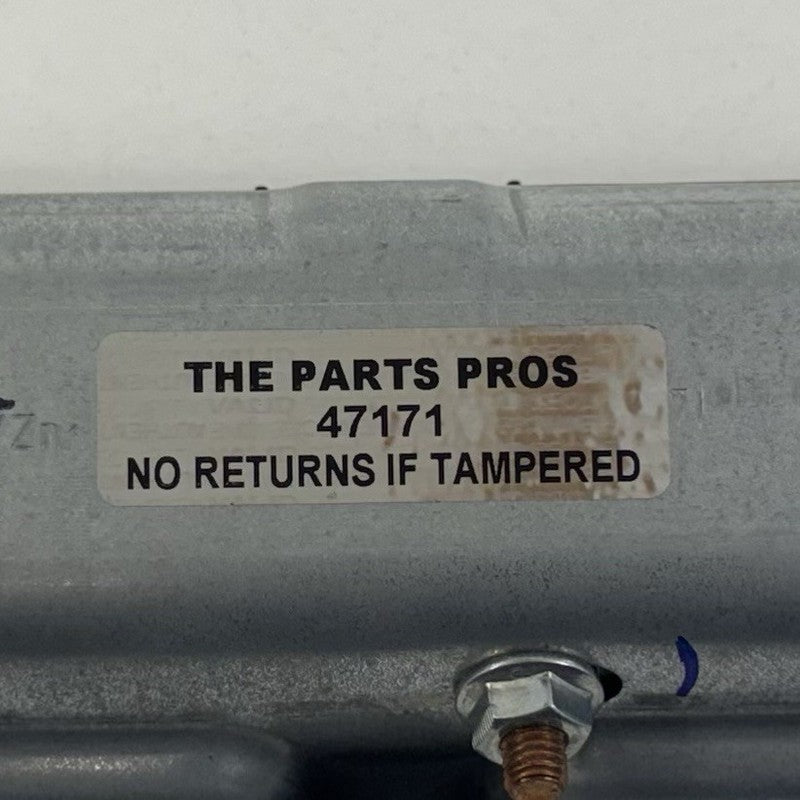 THE PARTS PROS
47171
NO RETURNS IF TAMPERED